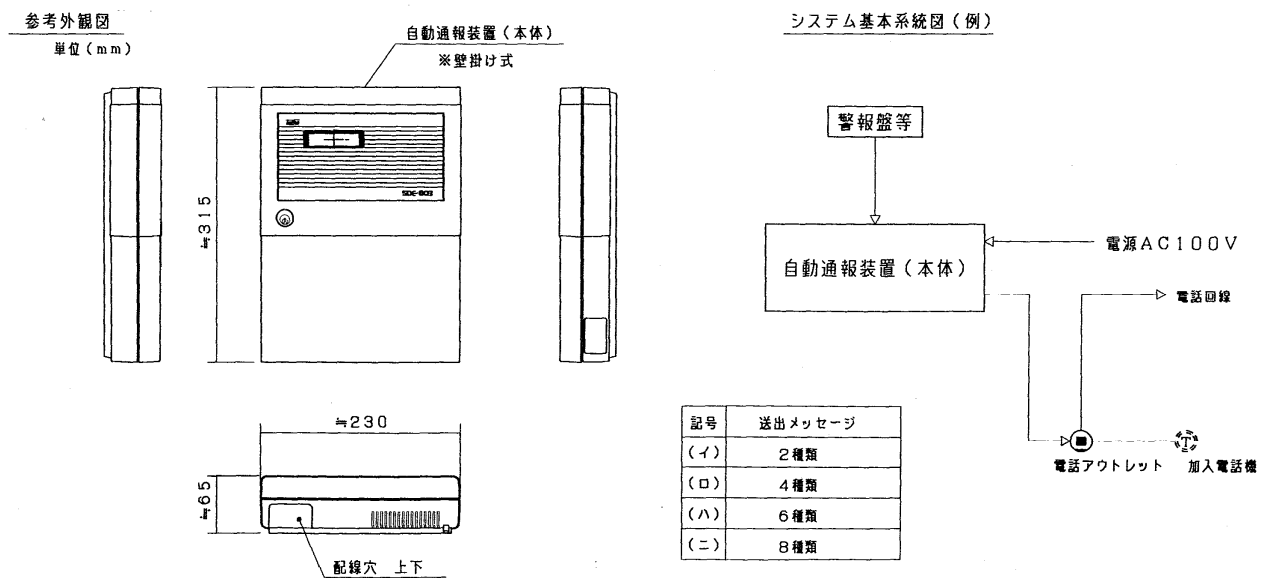 参考外観図
単位(mm)
自動通報装置(本体)
※壁掛け式
≒315
≒230
≒65
配線穴 上下
システム基本系統図(例)
警報盤等
自動通報装置(本体)
電源AC100V
電話回線
電話アウトレット
加入電話機
T
記号 送出メッセージ
(イ) 2種類
(ロ) 4種類
(ハ) 6種類
(ニ) 8種類